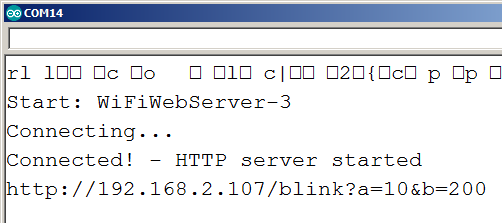 COM14
Start: WiFiWebServer-3
Connecting...
Connected! - HTTP server started
http://192.168.2.107/blink?a=10&b=200